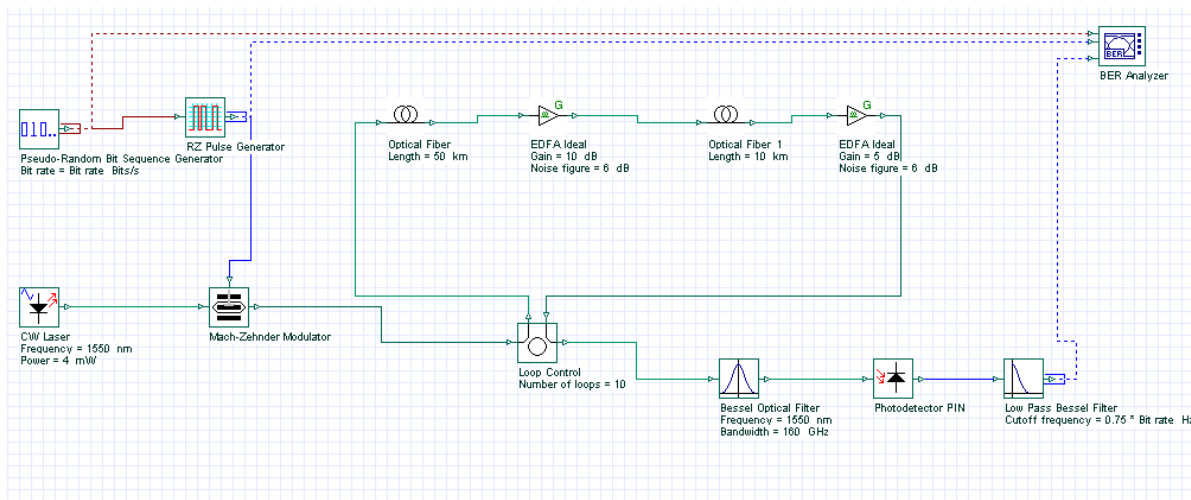 BER
BER Analyzer
G
G
010..
RZ Pulse Generator
Optical Fiber
Length = 50 km
EDFA Ideal
Gain = 10 dB
Noise figure = 6 dB
Optical Fiber 1
Length = 10 km
EDFA Ideal
Gain = 5 dB
Noise figure = 6 dB
Pseudo-Random Bit Sequence Generator
Bit rate = Bit rate Bits/s
CW Laser
Frequency = 1550 nm
Power = 4 mW
Mach-Zehnder Modulator
Loop Control
Number of loops = 10
Bessel Optical Filter
Frequency = 1550 nm
Bandwidth = 160 GHz
Photodetector PIN
Low Pass Bessel Filter
Cutoff frequency = 0.75 * Bit rate Hz